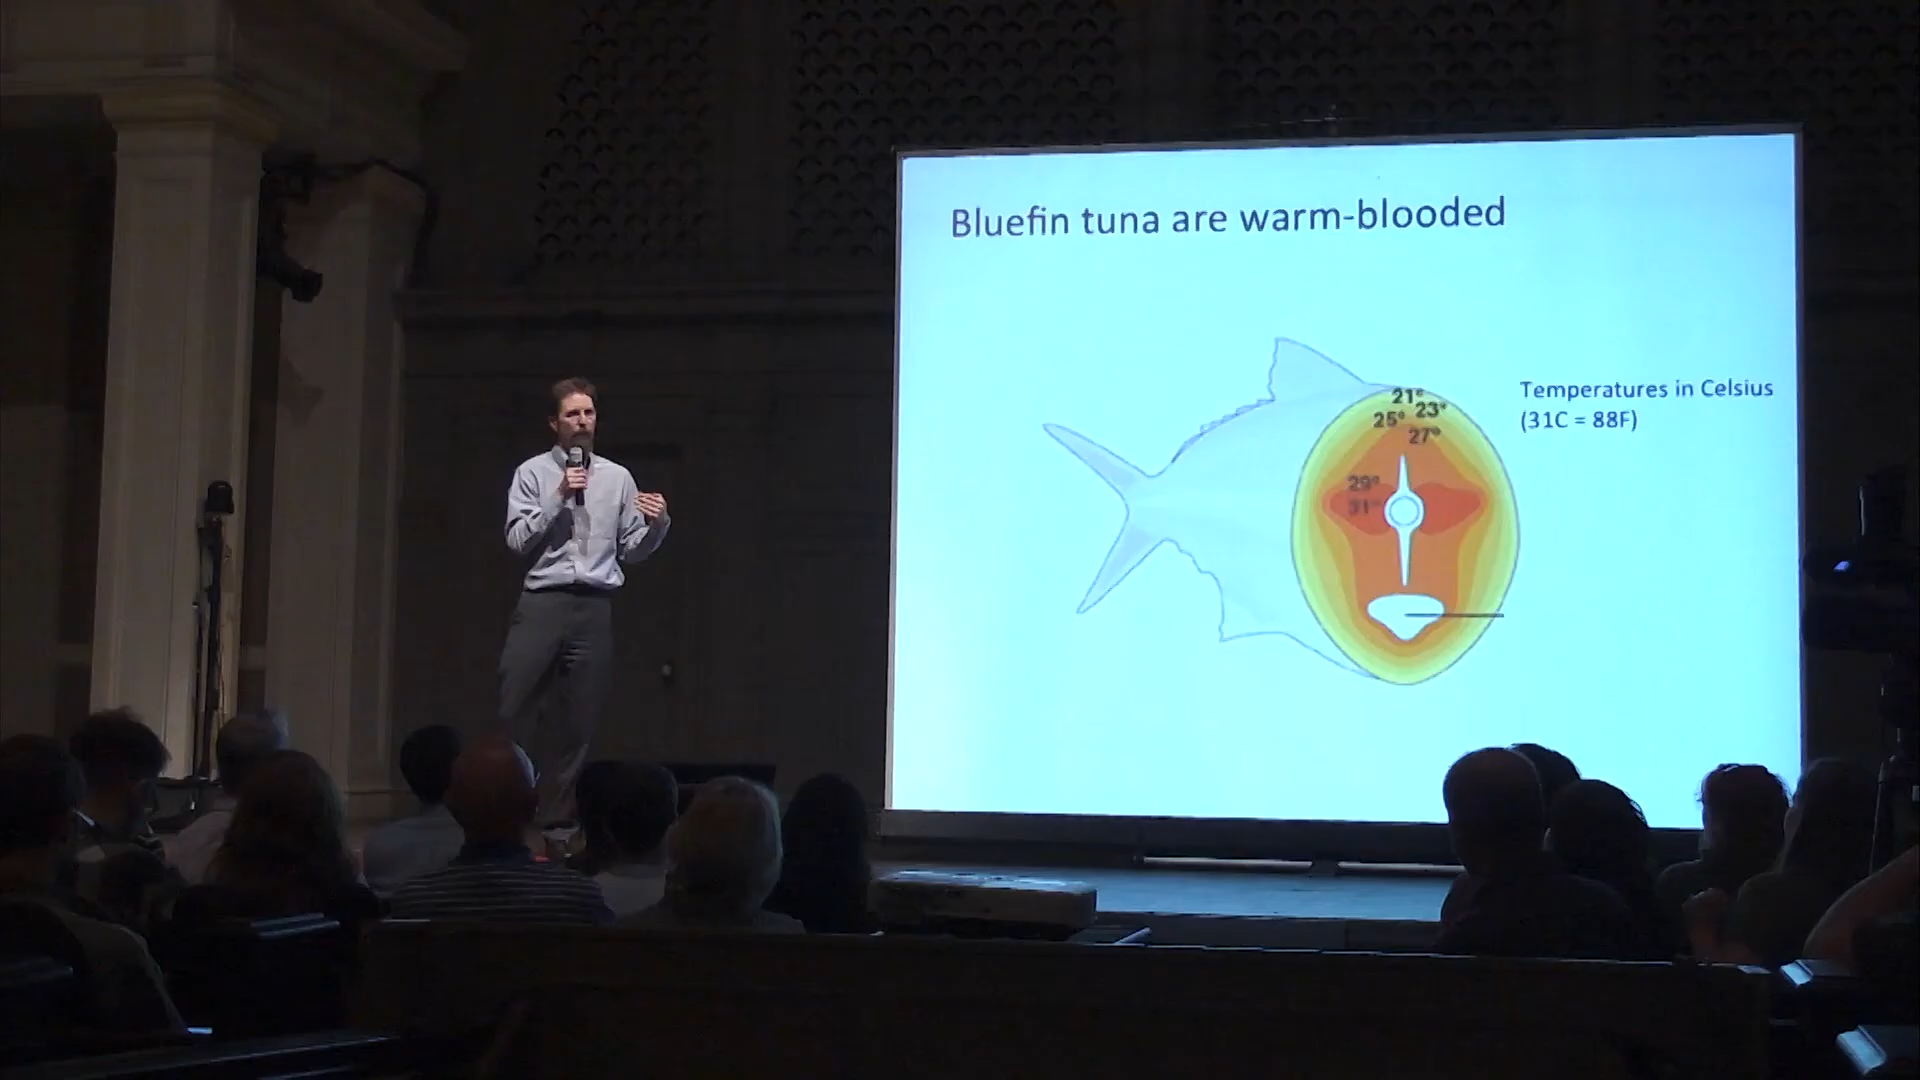 Bluefin tuna are warm-blooded
Temperatures in Celsius
(31C = 88F)
21°
23°
25°
27°
29°
31°